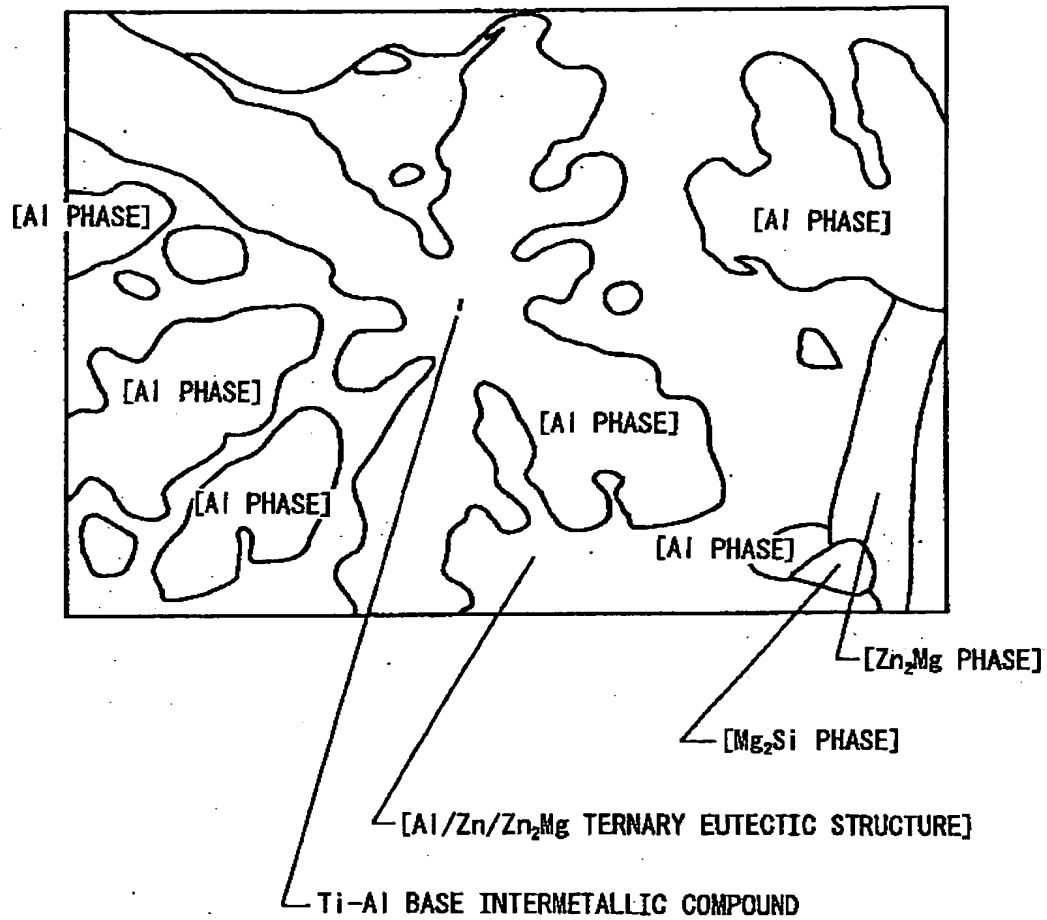 [Al PHASE]
[Al PHASE]
[Al PHASE]
[Al PHASE]
[Al PHASE]
[Al PHASE]
[Zn₂Mg PHASE]
[Mg₂Si PHASE]
[Al/Zn/Zn₂Mg TERNARY EUTECTIC STRUCTURE]
Ti-Al BASE INTERMETALLIC COMPOUND